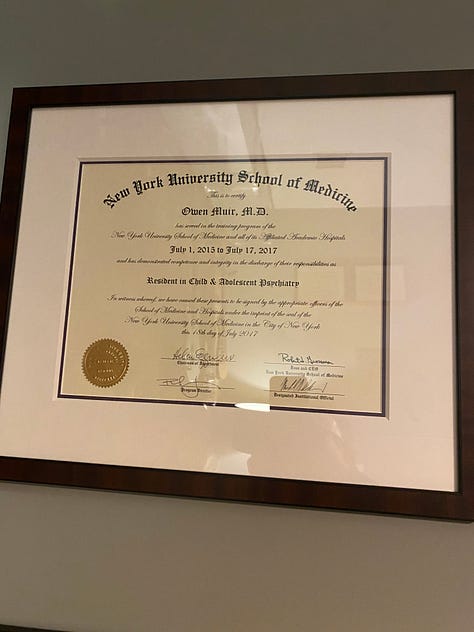 New York University School of Medicine
This is to certify
Owen Muir, M.D.
has served in the training program of the
New York University School of Medicine and all of its Affiliated Academic Hospitals
July 1, 2015 to July 17, 2017
and has demonstrated competence and integrity in the discharge of their responsibilities as
Resident in Child & Adolescent Psychiatry
In witness whereof, we have caused these presents to be signed by the appropriate officers of the
School of Medicine and Hospitals under the imprint of the seal of the
New York University School of Medicine in the City of New York
this 18th day of July 2017
Chairman of Department
Program Director
Dean and CEO
New York University School of Medicine
Designated Institutional Official